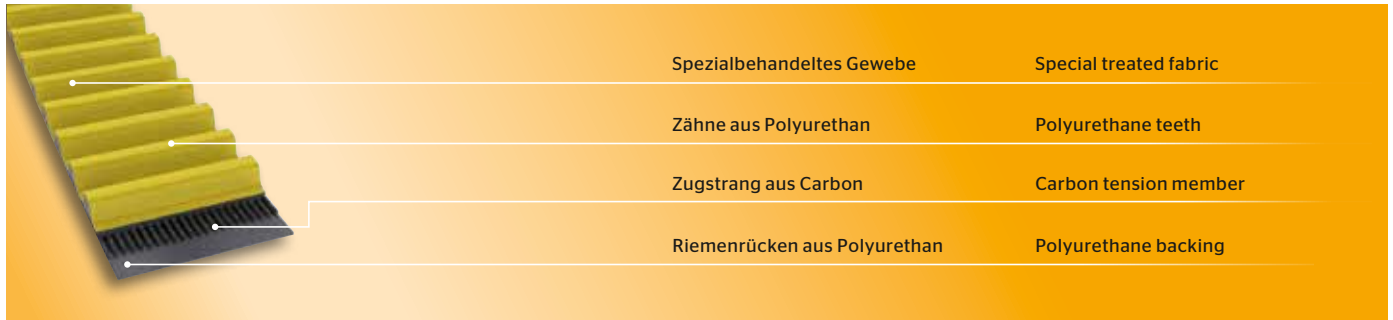 Spezialbehandeltes Gewebe Special treated fabric
Zähne aus Polyurethan Polyurethane teeth
Zugstrang aus Carbon Carbon tension member
Riemenrücken aus Polyurethan Polyurethane backing